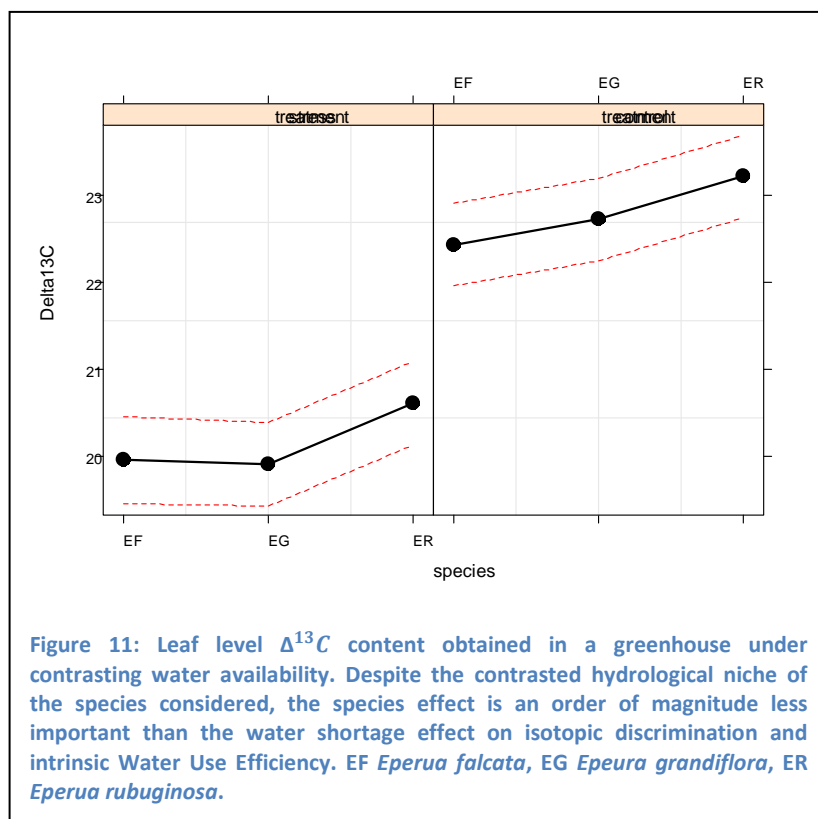 EF EG ER
treatment treatment
23
22
21
20
Delta13C
EF EG ER
species
Figure 11: Leaf level Δ¹³C content obtained in a greenhouse under
contrasting water availability. Despite the contrasted hydrological niche of
the species considered, the species effect is an order of magnitude less
important than the water shortage effect on isotopic discrimination and
intrinsic Water Use Efficiency. EF Eperua falcata, EG Epeura grandiflora, ER
Eperua rubuginosa.